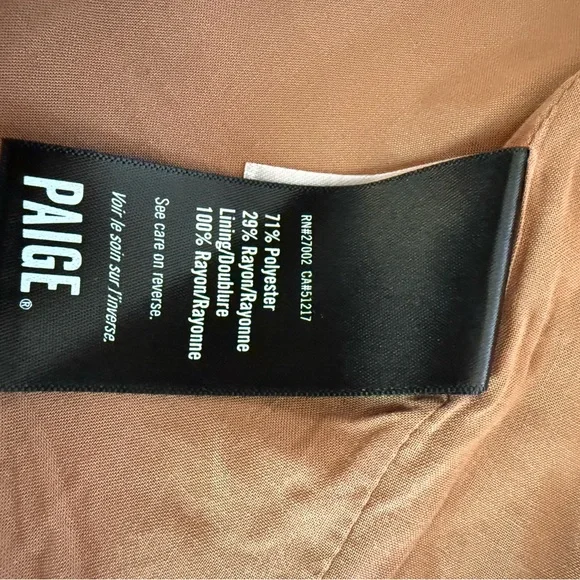 RN#27002 CA#51217
71% Polyester
29% Rayon/Rayonne
Lining/Doublure
100% Rayon/Rayonne
See care on reverse.
Voir le soin sur l'inverse.
PAIGE®